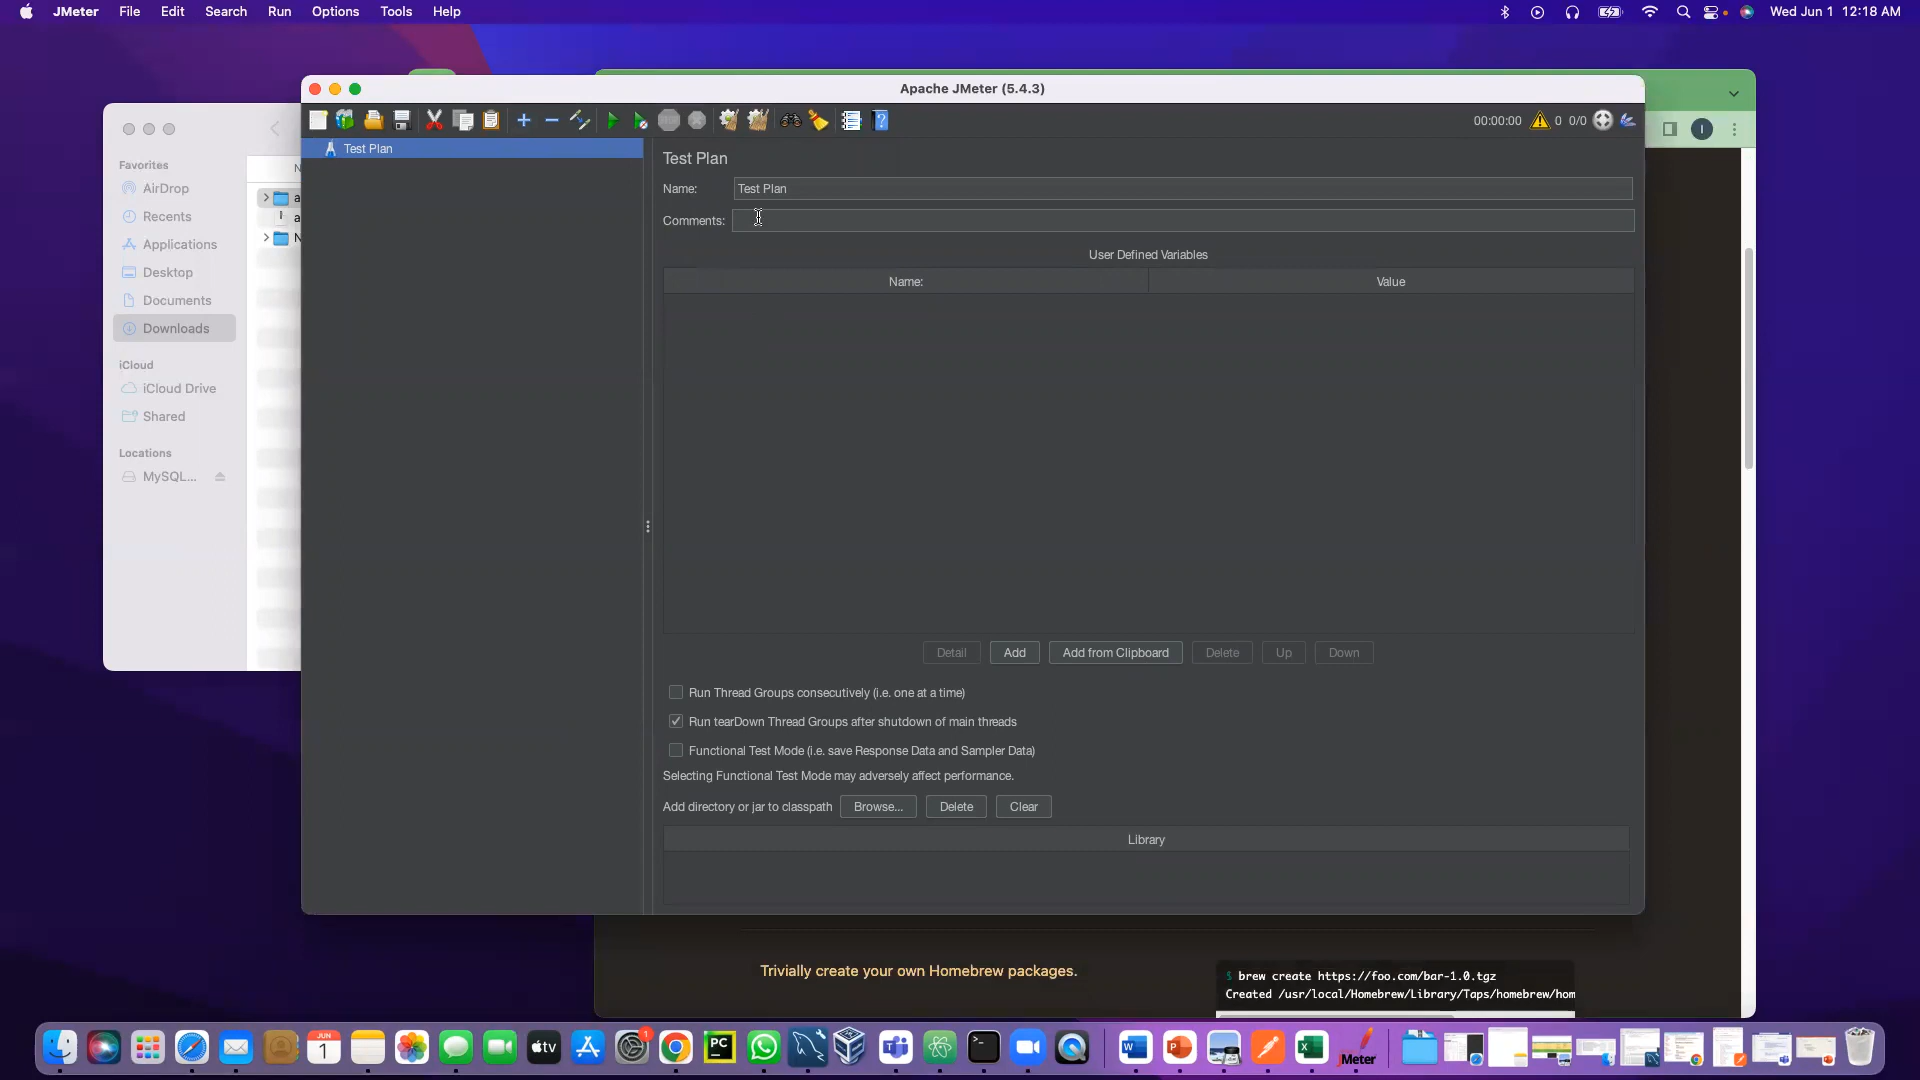 JMeter File Edit Search Run Options Tools Help
Wed Jun 1 12:18 AM
Apache JMeter (5.4.3)
00:00:00 0 0/0
Test Plan
Test Plan
Name: Test Plan
Comments:
User Defined Variables
Name: Value
Detail Add Add from Clipboard Delete Up Down
Run Thread Groups consecutively (i.e. one at a time)
Run tearDown Thread Groups after shutdown of main threads
Functional Test Mode (i.e. save Response Data and Sampler Data)
Selecting Functional Test Mode may adversely affect performance.
Add directory or jar to classpath Browse... Delete Clear
Library
Favorites
AirDrop
Recents
Applications
Desktop
Documents
Downloads
iCloud
iCloud Drive
Shared
Locations
MySQL...
N
a
a
N
I
Trivially create your own Homebrew packages.
$ brew create https://foo.com/bar-1.0.tgz
Created /usr/local/Homebrew/Library/Taps/homebrew/hom
JUN
1
tv
1
PC
W
P
X
Meter